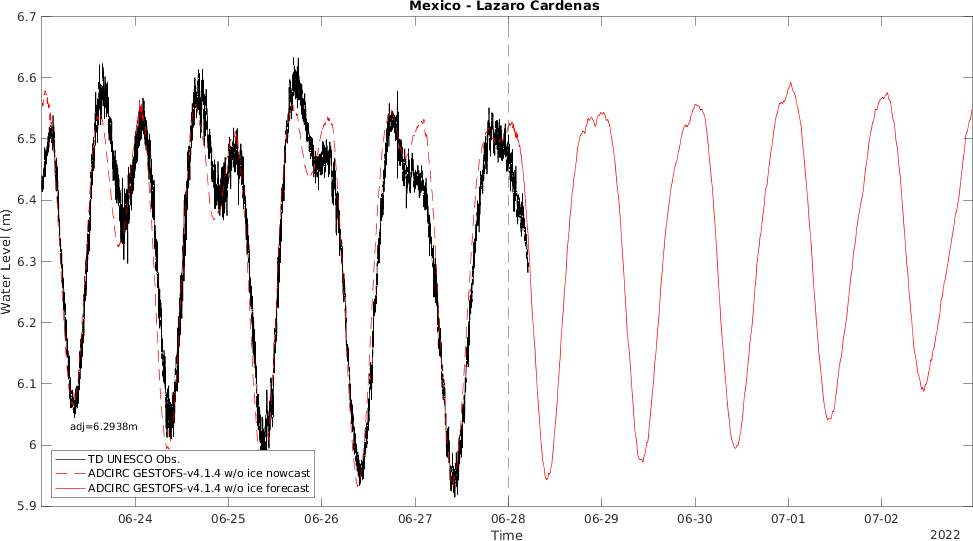 Mexico - Lazaro Cardenas
6.7
6.6
6.5
6.4
6.3
6.2
6.1
6
5.9
Water Level (m)
adj=6.2938m
TD UNESCO Obs.
ADCIRC GESTOFS-v4.1.4 w/o ice nowcast
ADCIRC GESTOFS-v4.1.4 w/o ice forecast
06-24 06-25 06-26 06-27 06-28 06-29 06-30 07-01 07-02
Time
2022